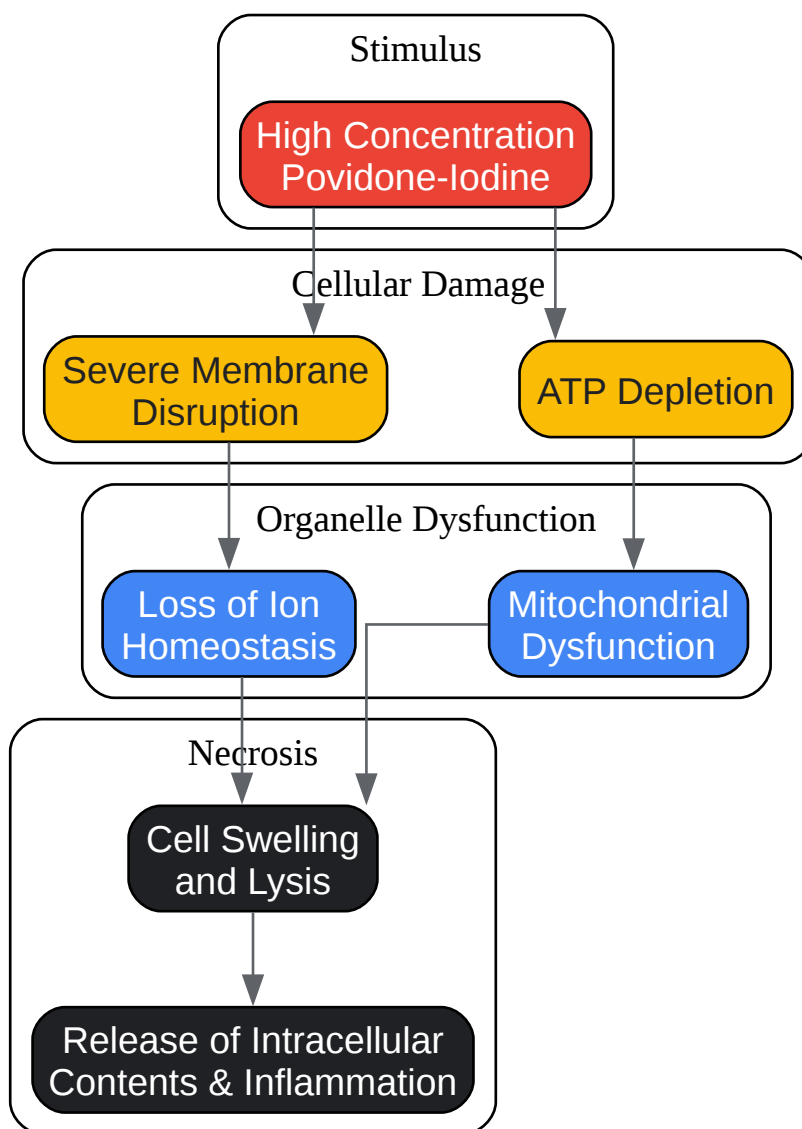 Stimulus
High Concentration
Povidone-Iodine
Cellular Damage
Severe Membrane
Disruption
ATP Depletion
Organelle Dysfunction
Loss of Ion
Homeostasis
Mitochondrial
Dysfunction
Necrosis
Cell Swelling
and Lysis
Release of Intracellular
Contents & Inflammation